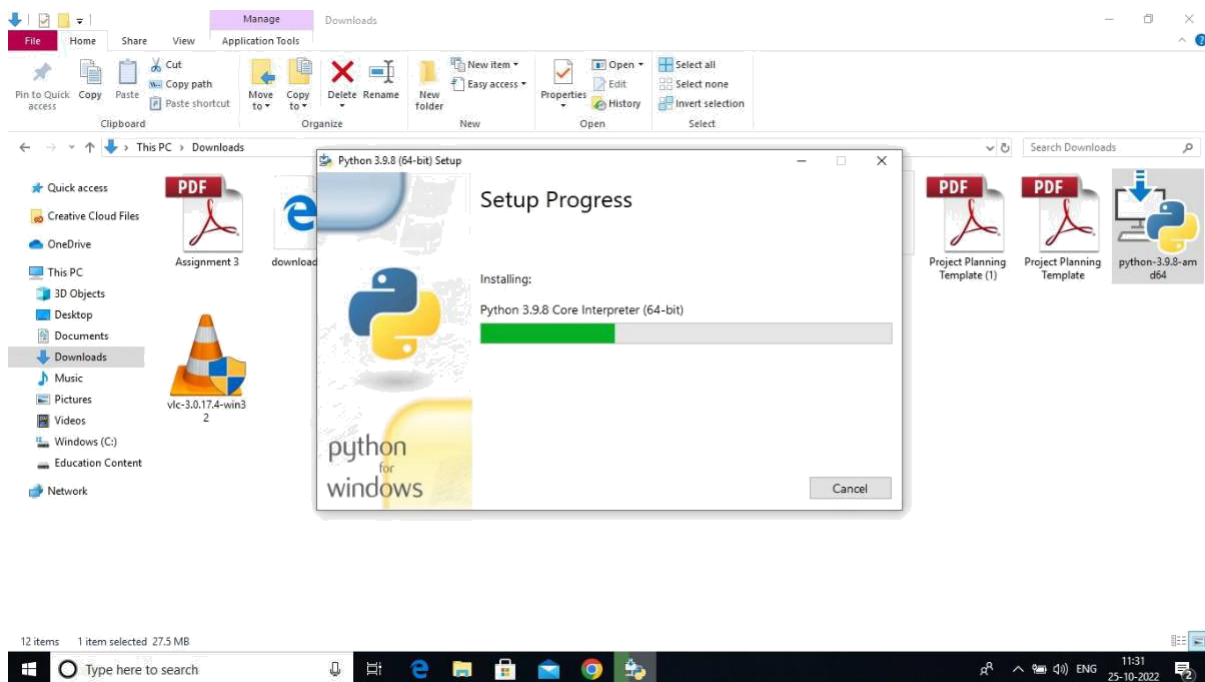 Manage
Downloads
File Home Share View Application Tools
Pin to Quick access
Copy
Paste
Cut
Copy path
Paste shortcut
Clipboard
Move to
Copy to
Delete
Rename
Organize
New folder
New item
Easy access
New
Properties
Open
Edit
History
Open
Select all
Select none
Invert selection
Select
This PC > Downloads
Search Downloads
Quick access
Creative Cloud Files
OneDrive
This PC
3D Objects
Desktop
Documents
Downloads
Music
Pictures
Videos
Windows (C:)
Education Content
Network
PDF
Assignment 3
download
vlc-3.0.17.4-win3
2
Python 3.9.8 (64-bit) Setup
Setup Progress
Installing:
Python 3.9.8 Core Interpreter (64-bit)
python
for
windows
Cancel
PDF
Project Planning
Template (1)
PDF
Project Planning
Template
python-3.9.8-am
d64
12 items 1 item selected 27.5 MB
Type here to search
ENG
11:31
25-10-2022
2